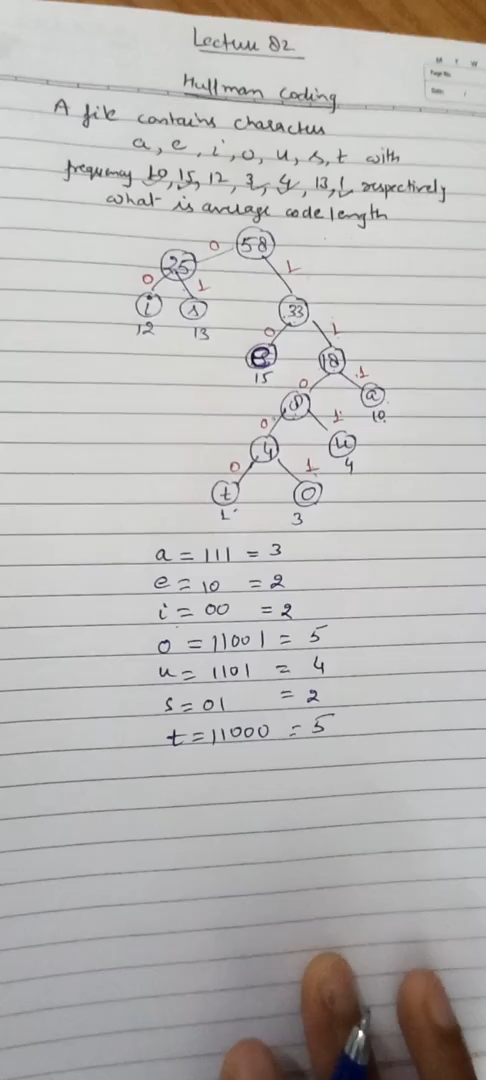 Lecture 82
M T W
Page No.
Date:
Huffman coding
A file contains characters
a, e, i, o, u, s, t with
frequency 10, 15, 12, 3, 4, 13, 1 respectively
what is average code length
58
0
1
25
0
1
i
s
12
13
33
0
1
e
15
18
0
1
a
10
8
0
1
u
4
4
0
1
t
o
1
3
a = 111 = 3
e = 10 = 2
i = 00 = 2
o = 11001 = 5
u = 1101 = 4
s = 01 = 2
t = 11000 = 5